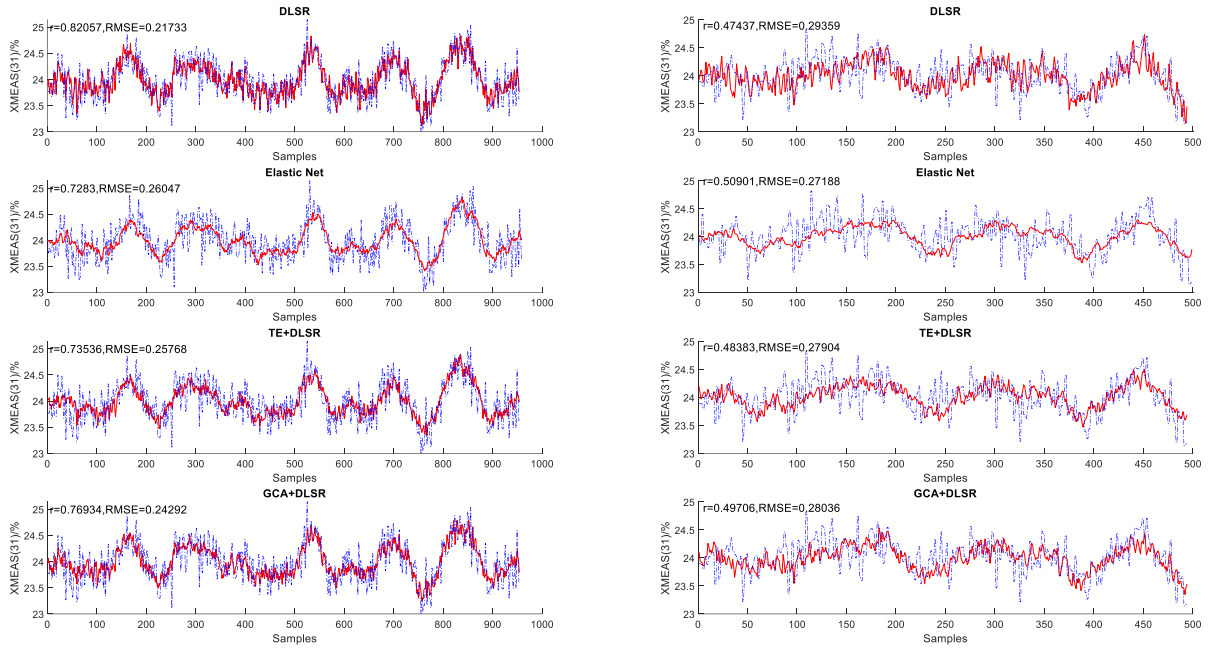 DLSR
r=0.82057,RMSE=0.21733
XMEAS(31)/%
25
24.5
24
23.5
23
0 100 200 300 400 500 600 700 800 900 1000
Samples
Elastic Net
r=0.7283,RMSE=0.26047
XMEAS(31)/%
25
24.5
24
23.5
23
0 100 200 300 400 500 600 700 800 900 1000
Samples
TE+DLSR
r=0.73536,RMSE=0.25768
XMEAS(31)/%
25
24.5
24
23.5
23
0 100 200 300 400 500 600 700 800 900 1000
Samples
GCA+DLSR
r=0.76934,RMSE=0.24292
XMEAS(31)/%
25
24.5
24
23.5
23
0 100 200 300 400 500 600 700 800 900 1000
Samples
DLSR
r=0.47437,RMSE=0.29359
XMEAS(31)/%
25
24.5
24
23.5
23
0 50 100 150 200 250 300 350 400 450 500
Samples
Elastic Net
r=0.50901,RMSE=0.27188
XMEAS(31)/%
25
24.5
24
23.5
23
0 50 100 150 200 250 300 350 400 450 500
Samples
TE+DLSR
r=0.48383,RMSE=0.27904
XMEAS(31)/%
25
24.5
24
23.5
23
0 50 100 150 200 250 300 350 400 450 500
Samples
GCA+DLSR
r=0.49706,RMSE=0.28036
XMEAS(31)/%
25
24.5
24
23.5
23
0 50 100 150 200 250 300 350 400 450 500
Samples